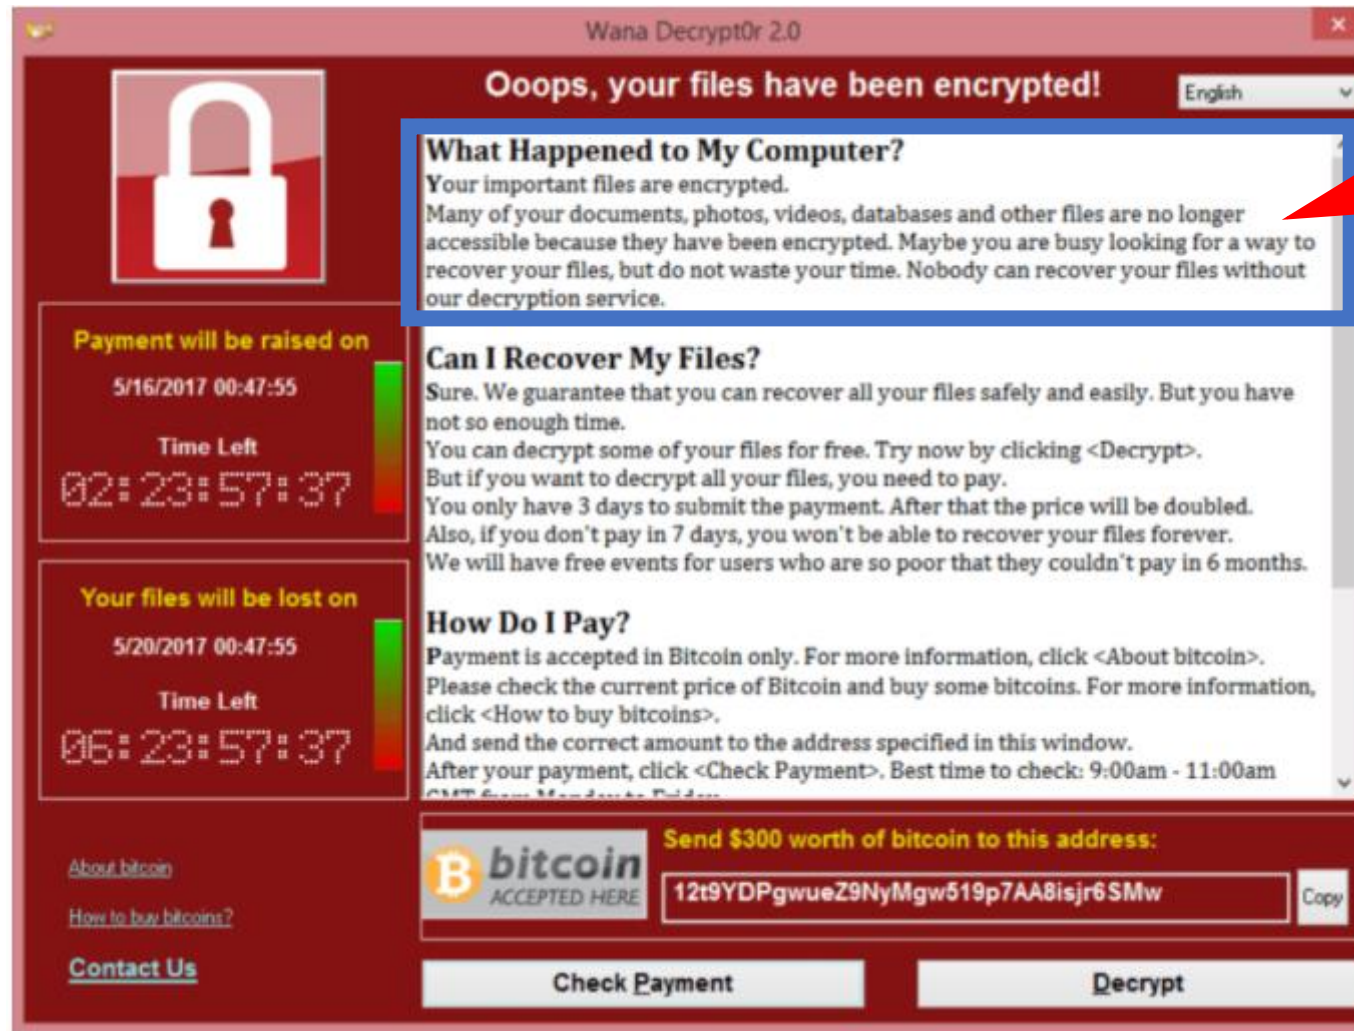 Wana Decrypt0r 2.0
Ooops, your files have been encrypted!
English
What Happened to My Computer?
Your important files are encrypted.
Many of your documents, photos, videos, databases and other files are no longer
accessible because they have been encrypted. Maybe you are busy looking for a way to
recover your files, but do not waste your time. Nobody can recover your files without
our decryption service.
Can I Recover My Files?
Sure. We guarantee that you can recover all your files safely and easily. But you have
not so enough time.
You can decrypt some of your files for free. Try now by clicking <Decrypt>.
But if you want to decrypt all your files, you need to pay.
You only have 3 days to submit the payment. After that the price will be doubled.
Also, if you don't pay in 7 days, you won't be able to recover your files forever.
We will have free events for users who are so poor that they couldn't pay in 6 months.
How Do I Pay?
Payment is accepted in Bitcoin only. For more information, click <About bitcoin>.
Please check the current price of Bitcoin and buy some bitcoins. For more information,
click <How to buy bitcoins>.
And send the correct amount to the address specified in this window.
After your payment, click <Check Payment>. Best time to check: 9:00am - 11:00am
GMT from Monday to Friday
Payment will be raised on
5/16/2017 00:47:55
Time Left
02:23:57:37
Your files will be lost on
5/20/2017 00:47:55
Time Left
06:23:57:37
About bitcoin
How to buy bitcoins?
Contact Us
bitcoin
ACCEPTED HERE
Send $300 worth of bitcoin to this address:
12t9YDPgwueZ9NyMgw519p7AA8isjr6SMw
Copy
Check Payment
Decrypt